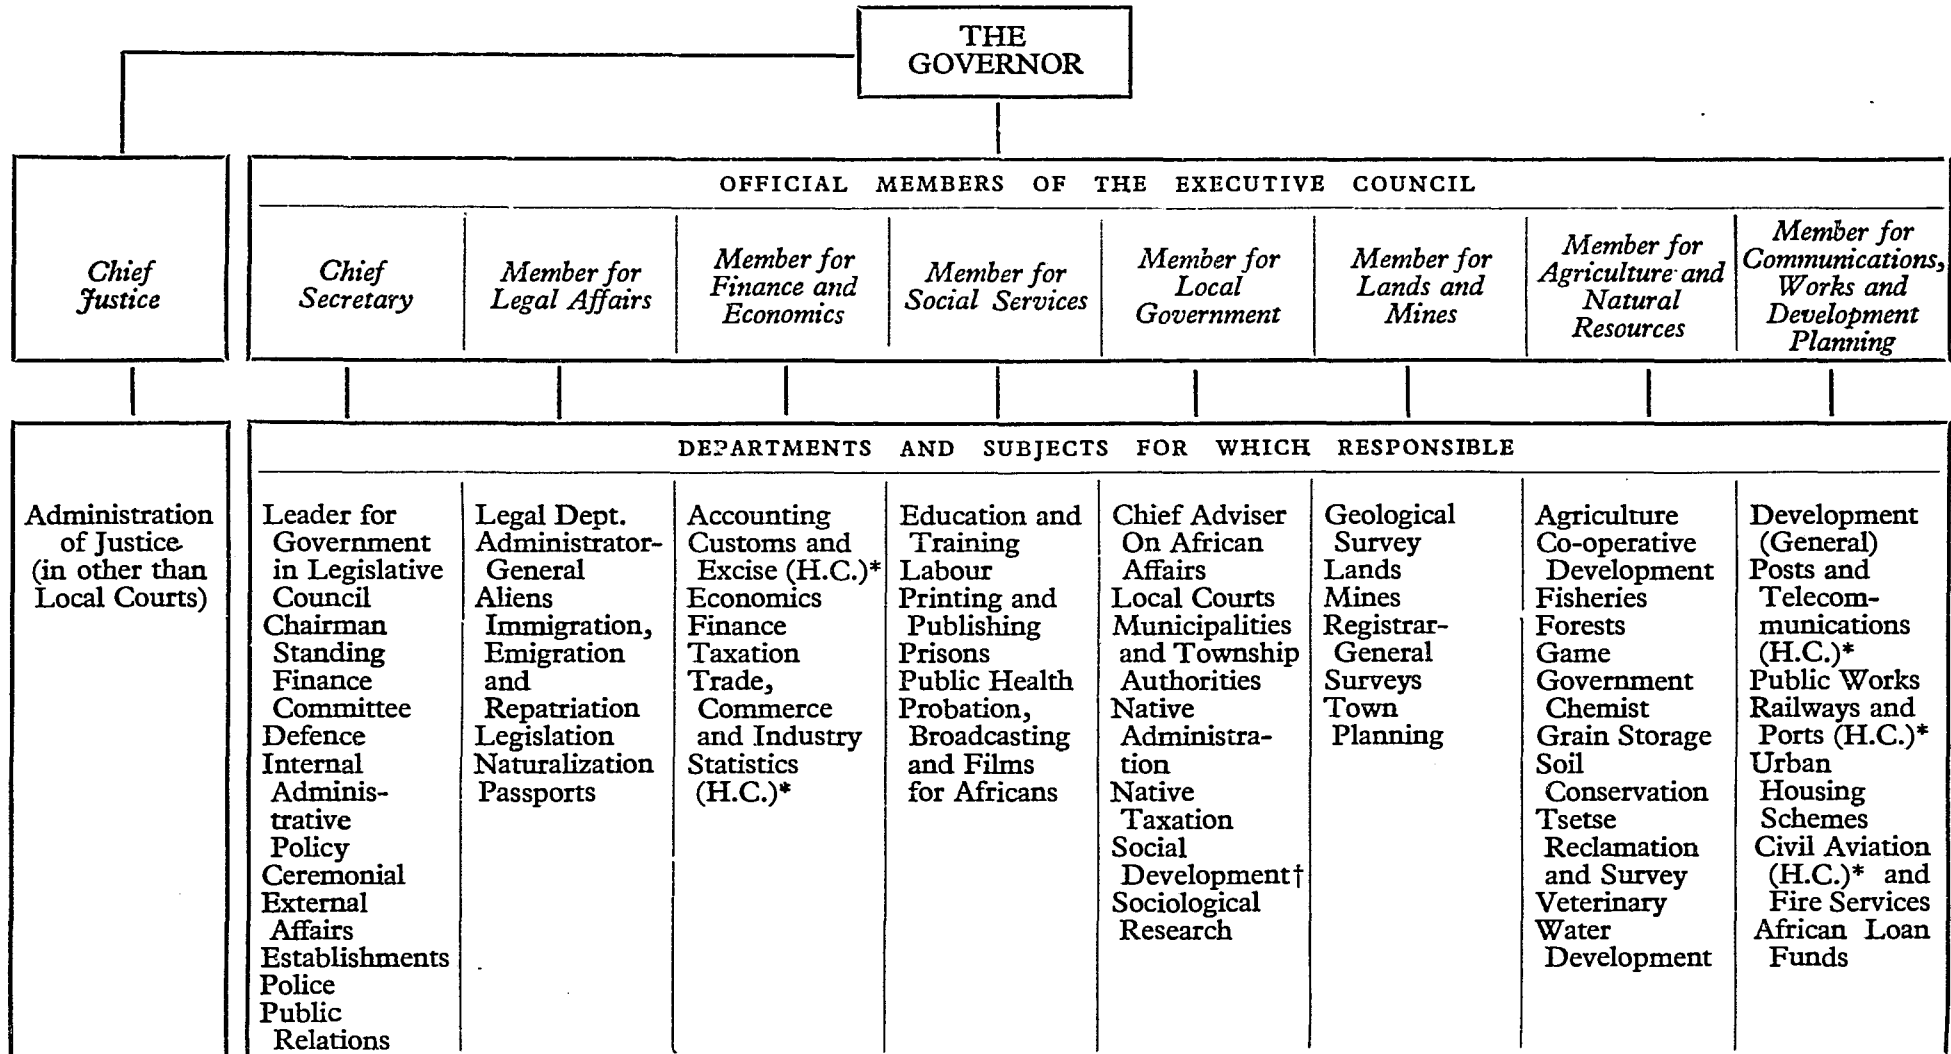 THE
GOVERNOR
OFFICIAL MEMBERS OF THE EXECUTIVE COUNCIL
Chief
Justice
Chief
Secretary
Member for
Legal Affairs
Member for
Finance and
Economics
Member for
Social Services
Member for
Local
Government
Member for
Lands and
Mines
Member for
Agriculture and
Natural
Resources
Member for
Communications,
Works and
Development
Planning
DEPARTMENTS AND SUBJECTS FOR WHICH RESPONSIBLE
Administration
of Justice
(in other than
Local Courts)
Leader for
Government
in Legislative
Council
Chairman
Standing
Finance
Committee
Defence
Internal
Adminis-
trative
Policy
Ceremonial
External
Affairs
Establishments
Police
Public
Relations
Legal Dept.
Administrator-
General
Aliens
Immigration,
Emigration
and
Repatriation
Legislation
Naturalization
Passports
Accounting
Customs and
Excise (H.C.)*
Economics
Finance
Taxation
Trade,
Commerce
and Industry
Statistics
(H.C.)*
Education and
Training
Labour
Printing and
Publishing
Prisons
Public Health
Probation,
Broadcasting
and Films
for Africans
Chief Adviser
On African
Affairs
Local Courts
Municipalities
and Township
Authorities
Native
Administra-
tion
Native
Taxation
Social
Development†
Sociological
Research
Geological
Survey
Lands
Mines
Registrar-
General
Surveys
Town
Planning
Agriculture
Co-operative
Development
Fisheries
Forests
Game
Government
Chemist
Grain Storage
Soil
Conservation
Tsetse
Reclamation
and Survey
Veterinary
Water
Development
Development
(General)
Posts and
Telecom-
munications
(H.C.)*
Public Works
Railways and
Ports (H.C.)*
Urban
Housing
Schemes
Civil Aviation
(H.C.)* and
Fire Services
African Loan
Funds